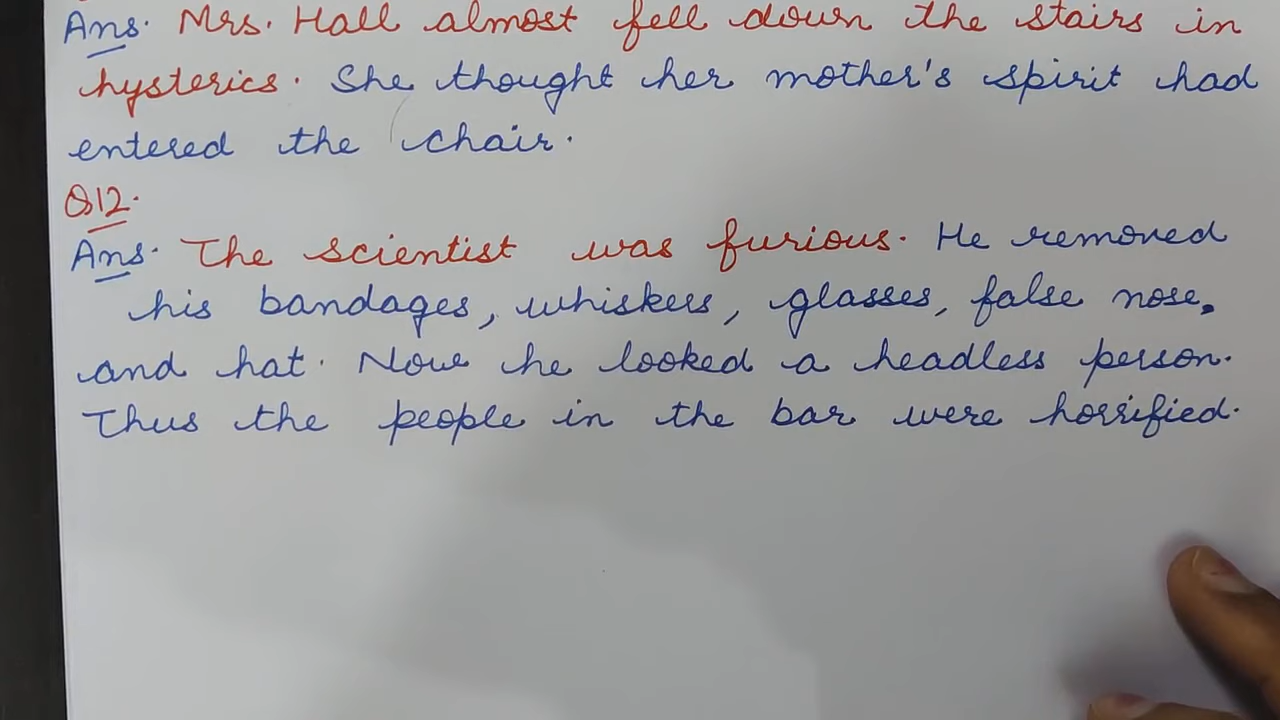 Ans. Mrs. Hall almost fell down the stairs in
hysterics. She thought her mother's spirit had
entered the chair.
Q12.
Ans. The scientist was furious. He removed
his bandages, whiskers, glasses, false nose,
and hat. Now he looked a headless person.
Thus the people in the bar were horrified.